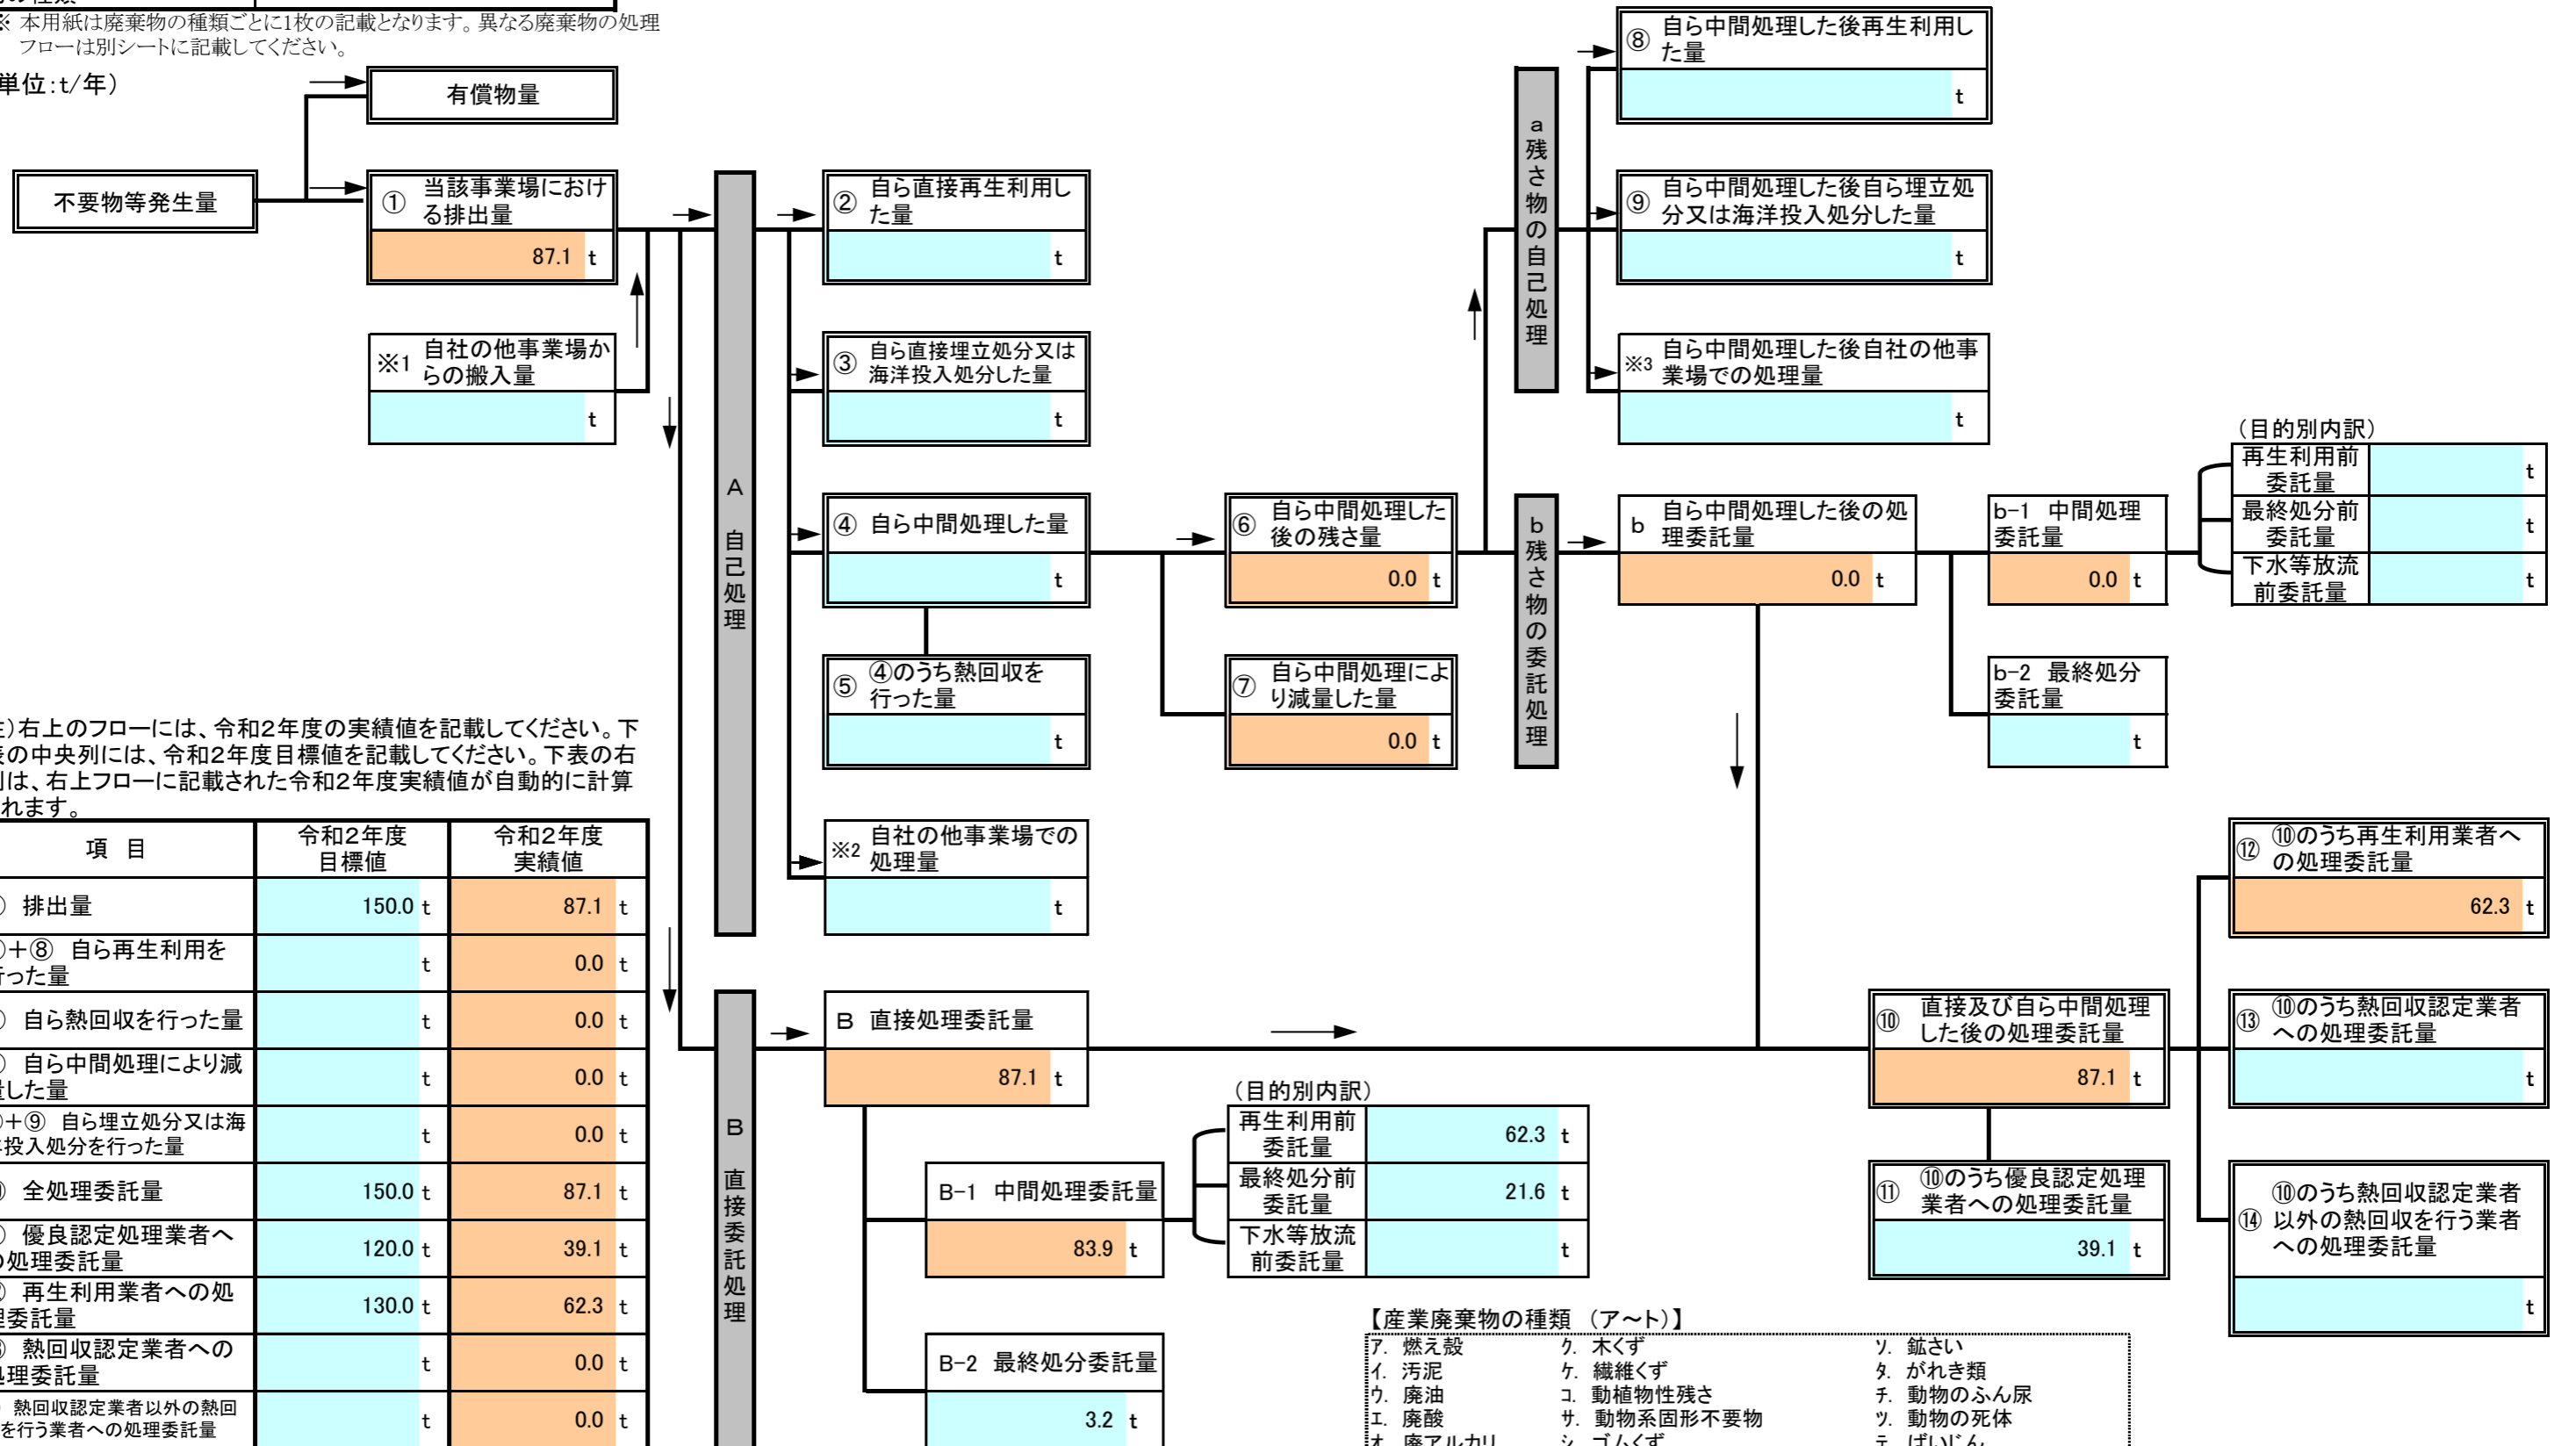 ※ 本用紙は廃棄物の種類ごとに1枚の記載となります。異なる廃棄物の処理
フローは別シートに記載してください。
単位：t/年）
有償物量
不要物等発生量
① 当該事業場におけ
る排出量
87.1 t
※1 自社の他事業場か
らの搬入量
t
A 自己処理
② 自ら直接再生利用し
た量
t
③ 自ら直接埋立処分又は
海洋投入処分した量
t
④ 自ら中間処理した量
t
⑤ ④のうち熱回収を
行った量
t
※2 自社の他事業場での
処理量
t
⑥ 自ら中間処理した
後の残さ量
0.0 t
⑦ 自ら中間処理によ
り減量した量
0.0 t
a残さ物の自己処理
⑧ 自ら中間処理した後再生利用し
た量
t
⑨ 自ら中間処理した後自ら埋立処
分又は海洋投入処分した量
t
※3 自ら中間処理した後自社の他事
業場での処理量
t
b残さ物の委託処理
b 自ら中間処理した後の処
理委託量
0.0 t
b-1 中間処理
委託量
0.0 t
b-2 最終処分
委託量
t
（目的別内訳）
再生利用前
委託量
t
最終処分前
委託量
t
下水等放流
前委託量
t
）右上のフローには、令和２年度の実績値を記載してください。下
の中央列には、令和２年度目標値を記載してください。下表の右
は、右上フローに記載された令和２年度実績値が自動的に計算
れます。
項 目 令和２年度 目標値 令和２年度 実績値
排出量 150.0 t 87.1 t
＋⑧ 自ら再生利用を
った量 t 0.0 t
自ら熱回収を行った量 t 0.0 t
自ら中間処理により減
した量 t 0.0 t
＋⑨ 自ら埋立処分又は海
投入処分を行った量 t 0.0 t
全処理委託量 150.0 t 87.1 t
優良認定処理業者へ
の処理委託量 120.0 t 39.1 t
再生利用業者への処
理委託量 130.0 t 62.3 t
熱回収認定業者への
処理委託量 t 0.0 t
熱回収認定業者以外の熱回
を行う業者への処理委託量 t 0.0 t
B 直接委託処理
B 直接処理委託量
87.1 t
B-1 中間処理委託量
83.9 t
B-2 最終処分委託量
3.2 t
（目的別内訳）
再生利用前
委託量
62.3 t
最終処分前
委託量
21.6 t
下水等放流
前委託量
t
⑩ 直接及び自ら中間処理
した後の処理委託量
87.1 t
⑪ ⑩のうち優良認定処理
業者への処理委託量
39.1 t
⑫ ⑩のうち再生利用業者へ
の処理委託量
62.3 t
⑬ ⑩のうち熱回収認定業者
への処理委託量
t
⑭ ⑩のうち熱回収認定業者
以外の熱回収を行う業者
への処理委託量
t
【産業廃棄物の種類 （ア～ト）】
ア. 燃え殻 ク. 木くず ソ. 鉱さい
イ. 汚泥 ケ. 繊維くず タ. がれき類
ウ. 廃油 コ. 動植物性残さ チ. 動物のふん尿
エ. 廃酸 サ. 動物系固形不要物 ツ. 動物の死体
オ. 廃アルカリ シ. ゴムくず テ. ばいじん